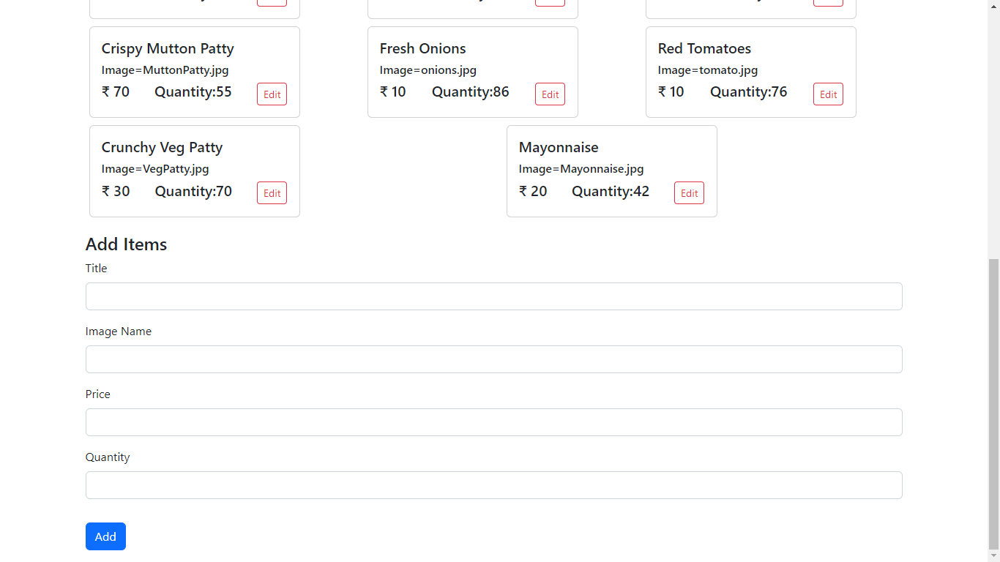 Crispy Mutton Patty
Image=MuttonPatty.jpg
₹ 70 Quantity:55 Edit
Fresh Onions
Image=onions.jpg
₹ 10 Quantity:86 Edit
Red Tomatoes
Image=tomato.jpg
₹ 10 Quantity:76 Edit
Crunchy Veg Patty
Image=VegPatty.jpg
₹ 30 Quantity:70 Edit
Mayonnaise
Image=Mayonnaise.jpg
₹ 20 Quantity:42 Edit
Add Items
Title
Image Name
Price
Quantity
Add